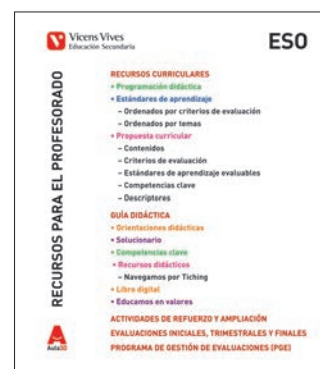 Vicens Vives
Educación Secundaria
ESO
RECURSOS PARA EL PROFESORADO
RECURSOS CURRICULARES
• Programación didáctica
• Estándares de aprendizaje
– Ordenados por criterios de evaluación
– Ordenados por temas
• Propuesta curricular
– Contenidos
– Criterios de evaluación
– Estándares de aprendizaje evaluables
– Competencias clave
– Descriptores
GUÍA DIDÁCTICA
• Orientaciones didácticas
• Solucionario
• Competencias clave
• Recursos didácticos
– Navegamos por Tiching
• Libro digital
• Educamos en valores
ACTIVIDADES DE REFUERZO Y AMPLIACIÓN
EVALUACIONES INICIALES, TRIMESTRALES Y FINALES
PROGRAMA DE GESTIÓN DE EVALUACIONES (PGE)
Aula3D